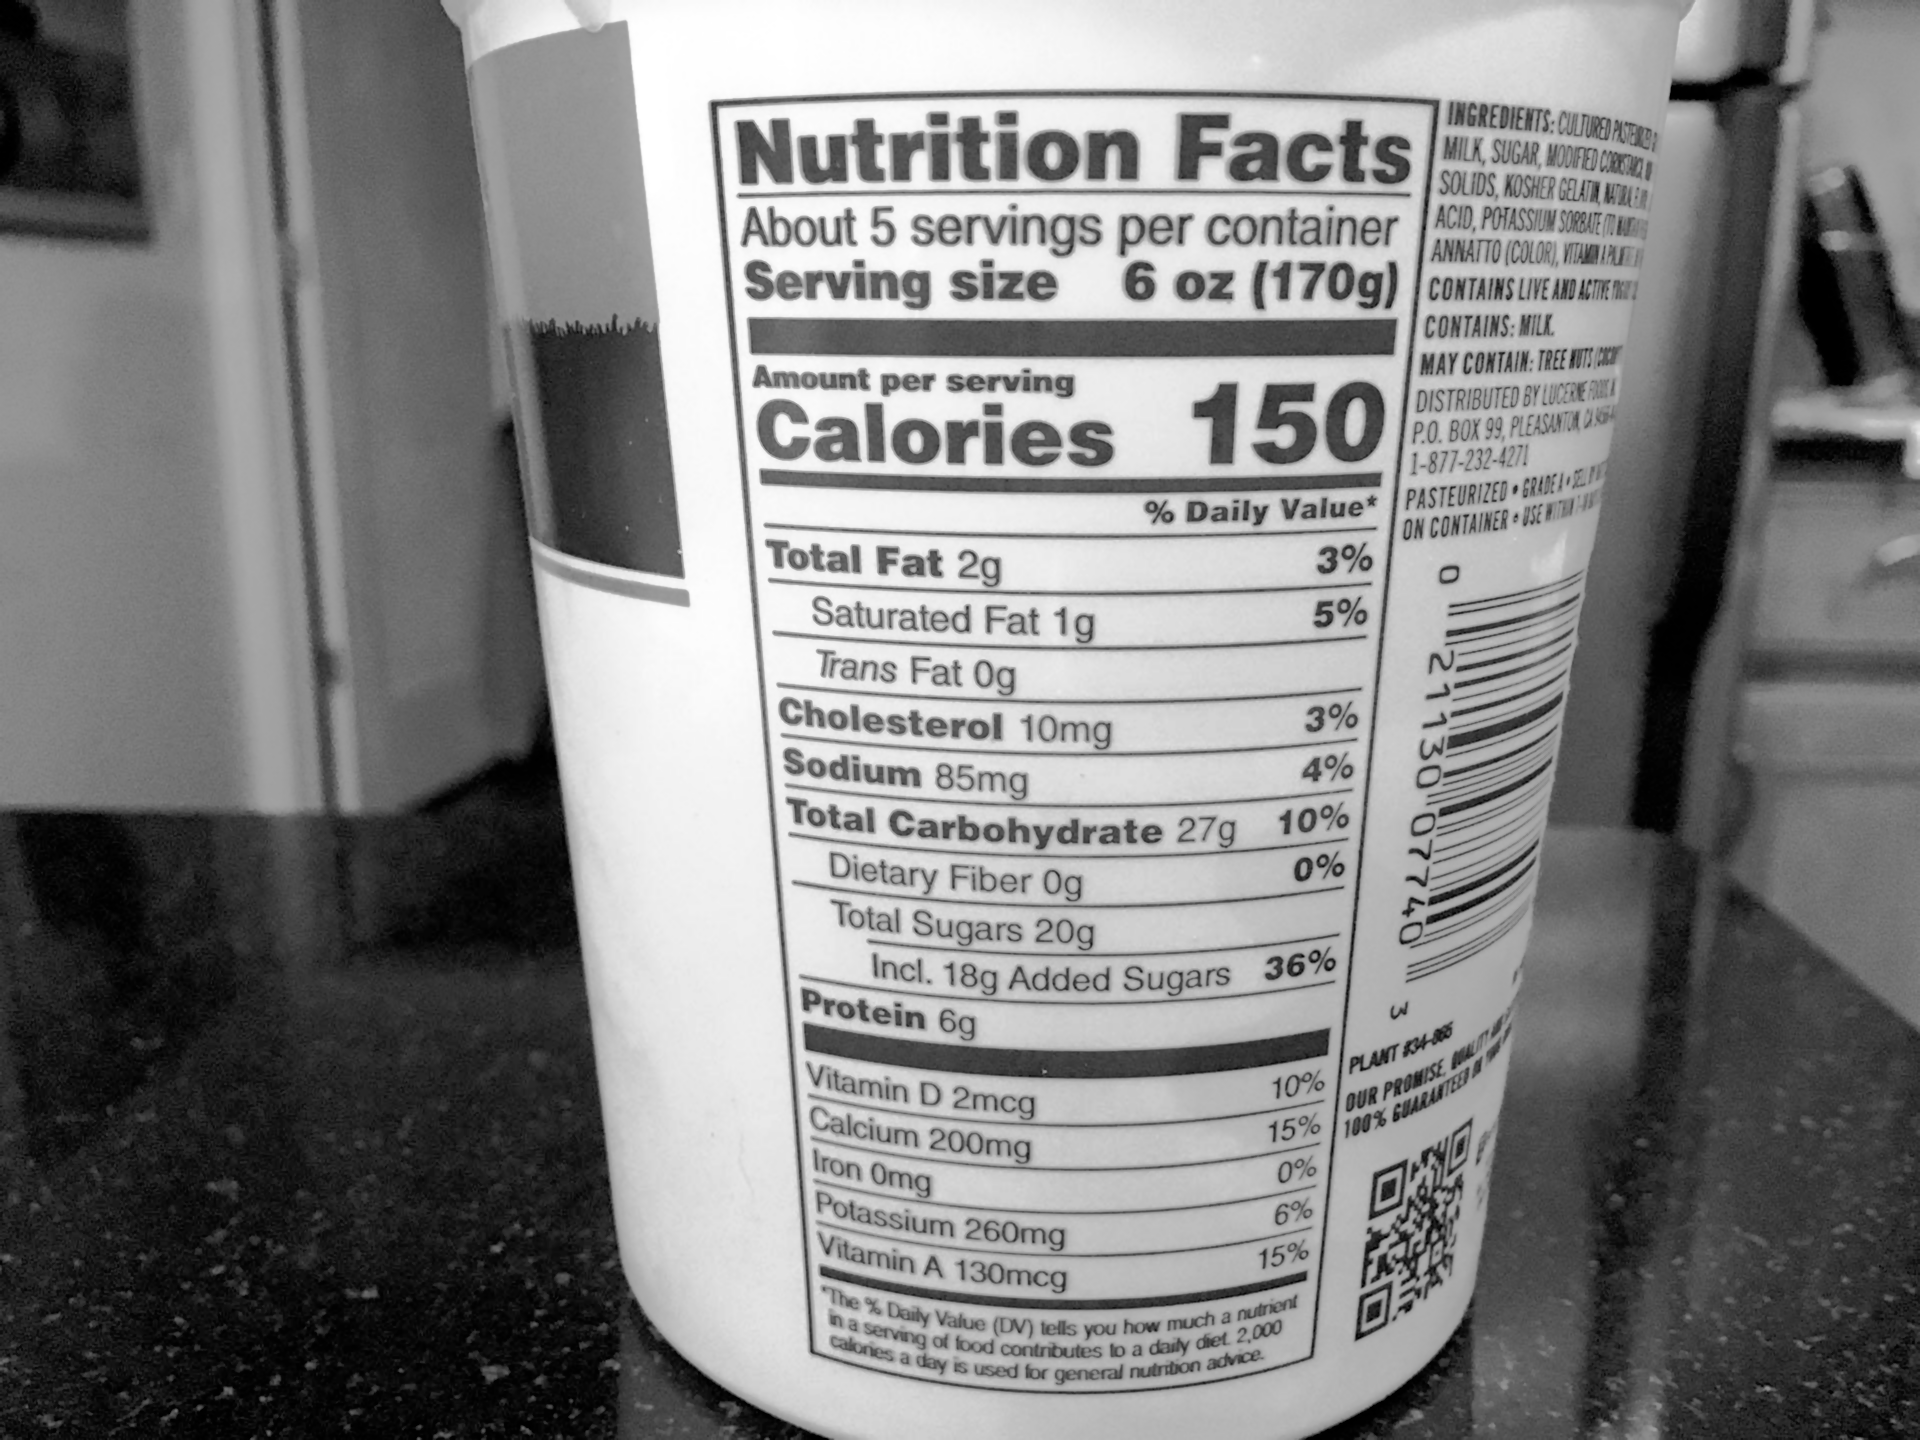 Nutrition Facts
About 5 servings per container
Serving size 6 oz (170g)
Amount per serving
Calories 150
% Daily Value*
Total Fat 2g 3%
Saturated Fat 1g 5%
Trans Fat 0g
Cholesterol 10mg 3%
Sodium 85mg 4%
Total Carbohydrate 27g 10%
Dietary Fiber 0g 0%
Total Sugars 20g
Incl. 18g Added Sugars 36%
Protein 6g
Vitamin D 2mcg 10%
Calcium 200mg 15%
Iron 0mg 0%
Potassium 260mg 6%
Vitamin A 130mcg 15%
*The % Daily Value (DV) tells you how much a nutrient
in a serving of food contributes to a daily diet. 2,000
calories a day is used for general nutrition advice.
INGREDIENTS: CULTURED
MILK, SUGAR, MODIFIED
SOLIDS, KOSHER GELATIN, NATURAL
ACID, POTASSIUM SORBATE (TO
ANNATTO (COLOR), VITAMIN A
CONTAINS LIVE AND ACTIVE
CONTAINS: MILK.
MAY CONTAIN: TREE NUTS
DISTRIBUTED BY LUCERNE FOODS,
P.O. BOX 99, PLEASANTON, CA
1-877-232-4271
PASTEURIZED • GRADE A • SELL BY
ON CONTAINER • USE WITHIN
0 21130 07740 3
PLANT #34-865
OUR PROMISE, QUALITY
100% GUARANTEED